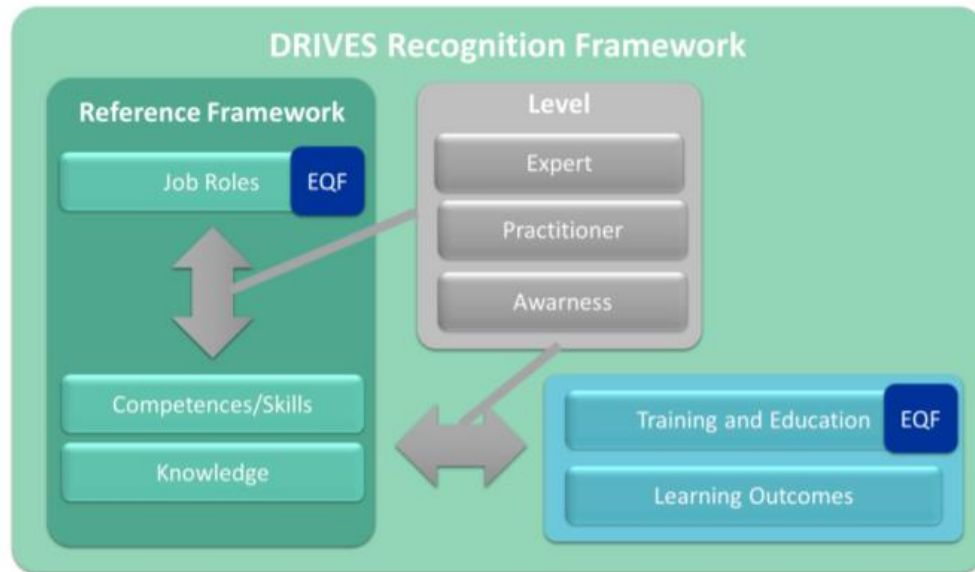 DRIVES Recognition Framework
Reference Framework
Job Roles
EQF
Competences/Skills
Knowledge
Level
Expert
Practitioner
Awarness
Training and Education
EQF
Learning Outcomes